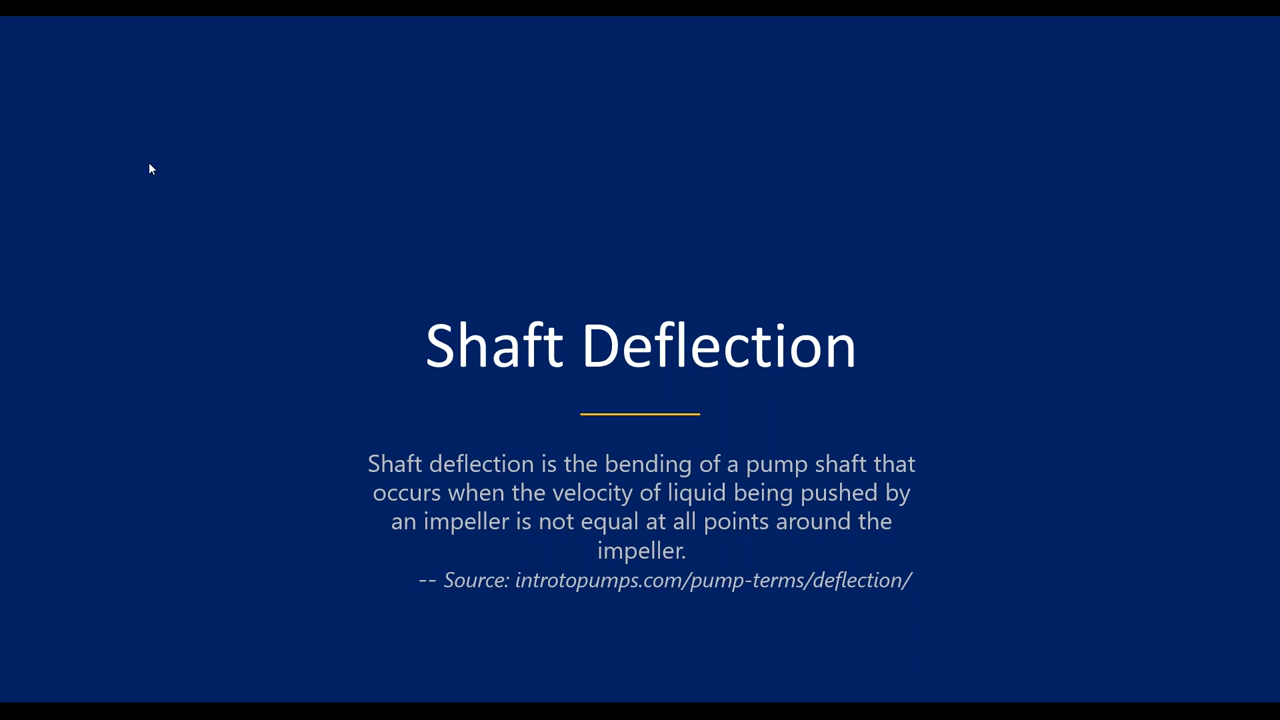 Shaft Deflection
Shaft deflection is the bending of a pump shaft that
occurs when the velocity of liquid being pushed by
an impeller is not equal at all points around the
impeller.
-- Source: introtopumps.com/pump-terms/deflection/